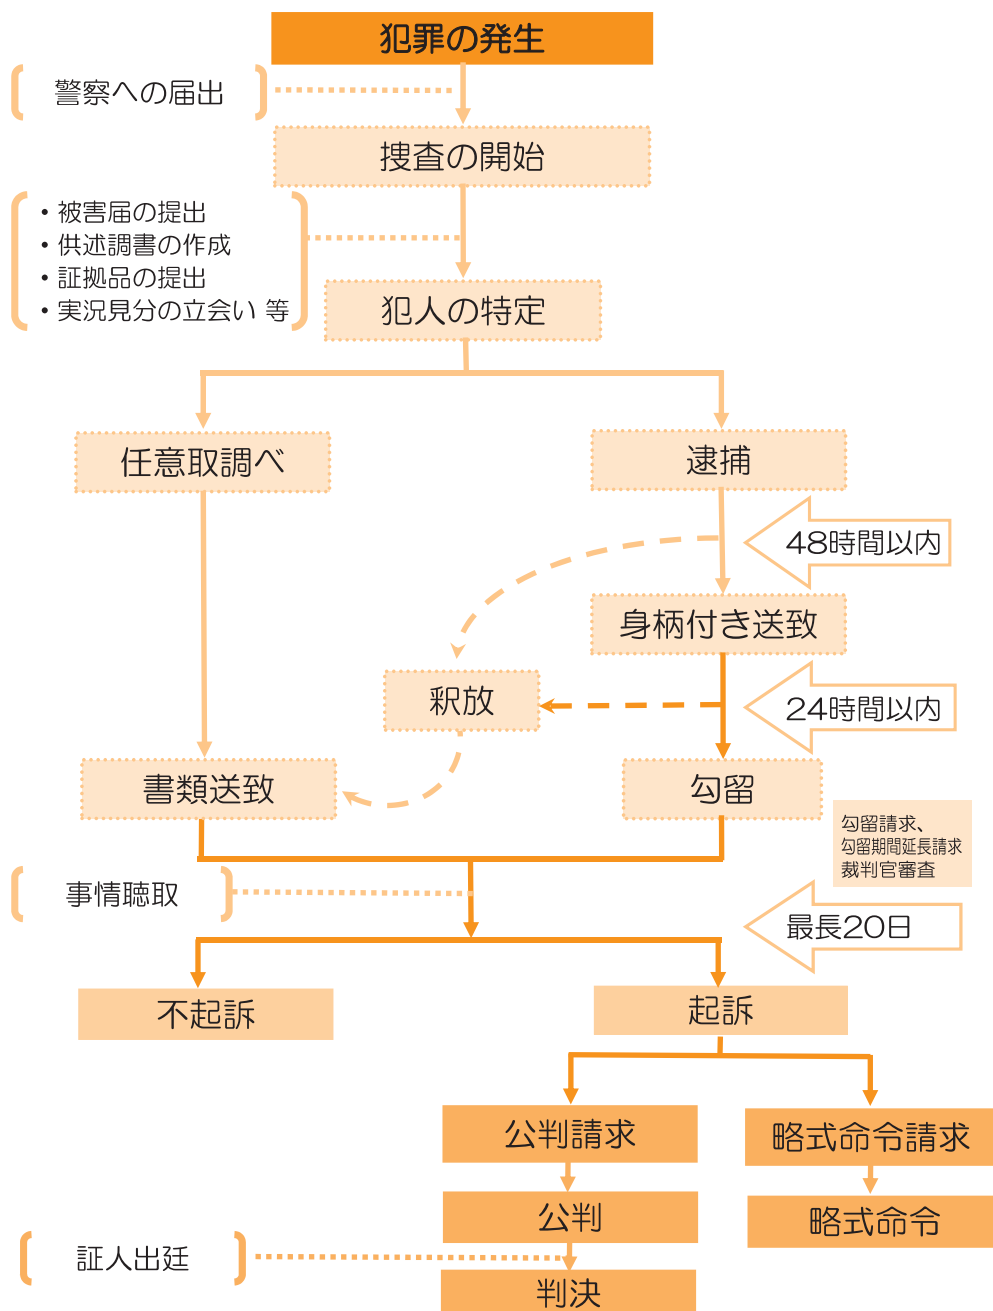 犯罪の発生
警察への届出
捜査の開始
・被害届の提出
・供述調書の作成
・証拠品の提出
・実況見分の立会い 等
犯人の特定
任意取調べ
逮捕
48時間以内
身柄付き送致
釈放
24時間以内
書類送致
勾留
勾留請求、
勾留期間延長請求
裁判官審査
事情聴取
最長20日
不起訴
起訴
公判請求
略式命令請求
公判
略式命令
証人出廷
判決